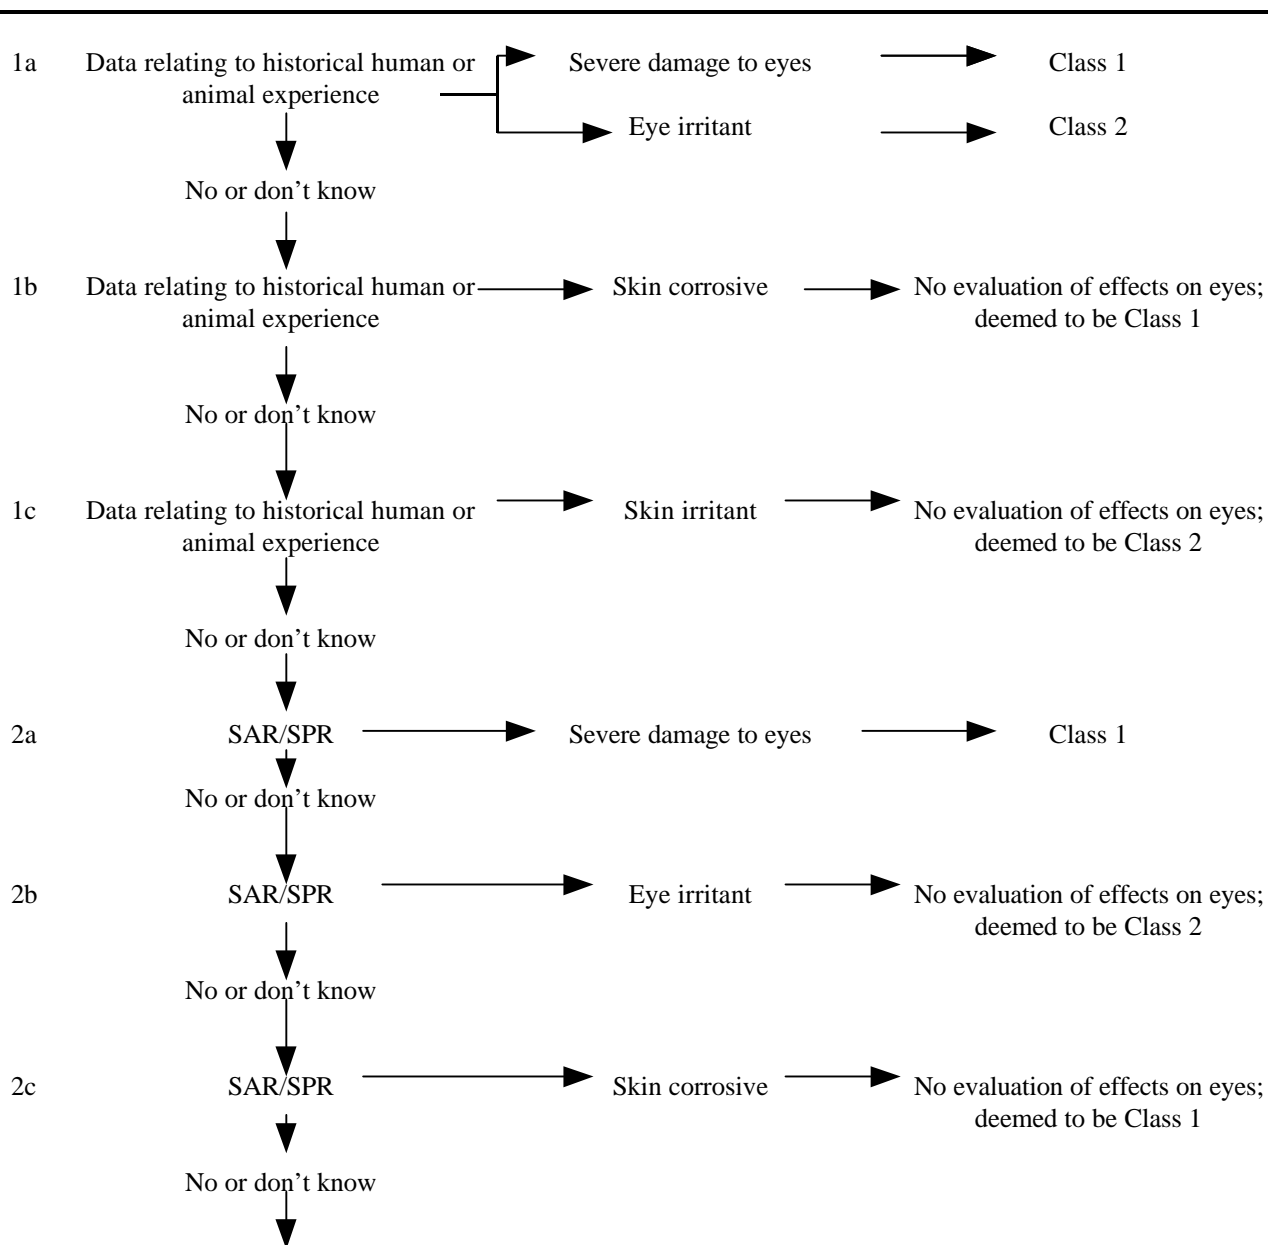 1a Data relating to historical human or Severe damage to eyes Class 1
animal experience
Eye irritant Class 2
No or don’t know
1b Data relating to historical human or Skin corrosive No evaluation of effects on eyes;
animal experience deemed to be Class 1
No or don’t know
1c Data relating to historical human or Skin irritant No evaluation of effects on eyes;
animal experience deemed to be Class 2
No or don’t know
2a SAR/SPR Severe damage to eyes Class 1
No or don’t know
2b SAR/SPR Eye irritant No evaluation of effects on eyes;
deemed to be Class 2
No or don’t know
2c SAR/SPR Skin corrosive No evaluation of effects on eyes;
deemed to be Class 1
No or don’t know